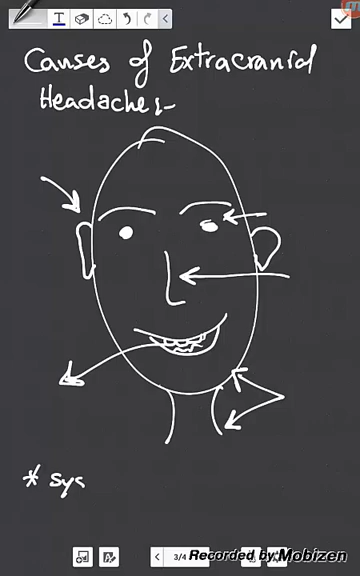 Causes of Extracranial
Headaches-
* sys
3/4
Recorded by Mobizen